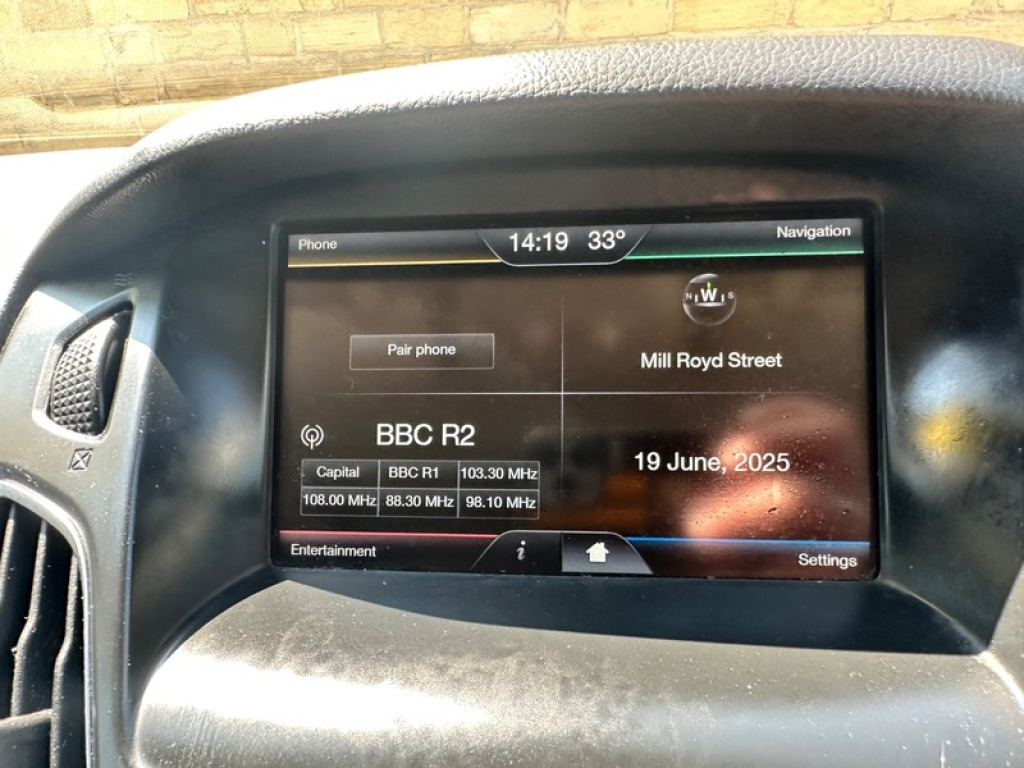 Phone
14:19 33°
Navigation
N W S
Pair phone
Mill Royd Street
BBC R2
Capital BBC R1 103.30 MHz
108.00 MHz 88.30 MHz 98.10 MHz
19 June, 2025
Entertainment
i
Settings